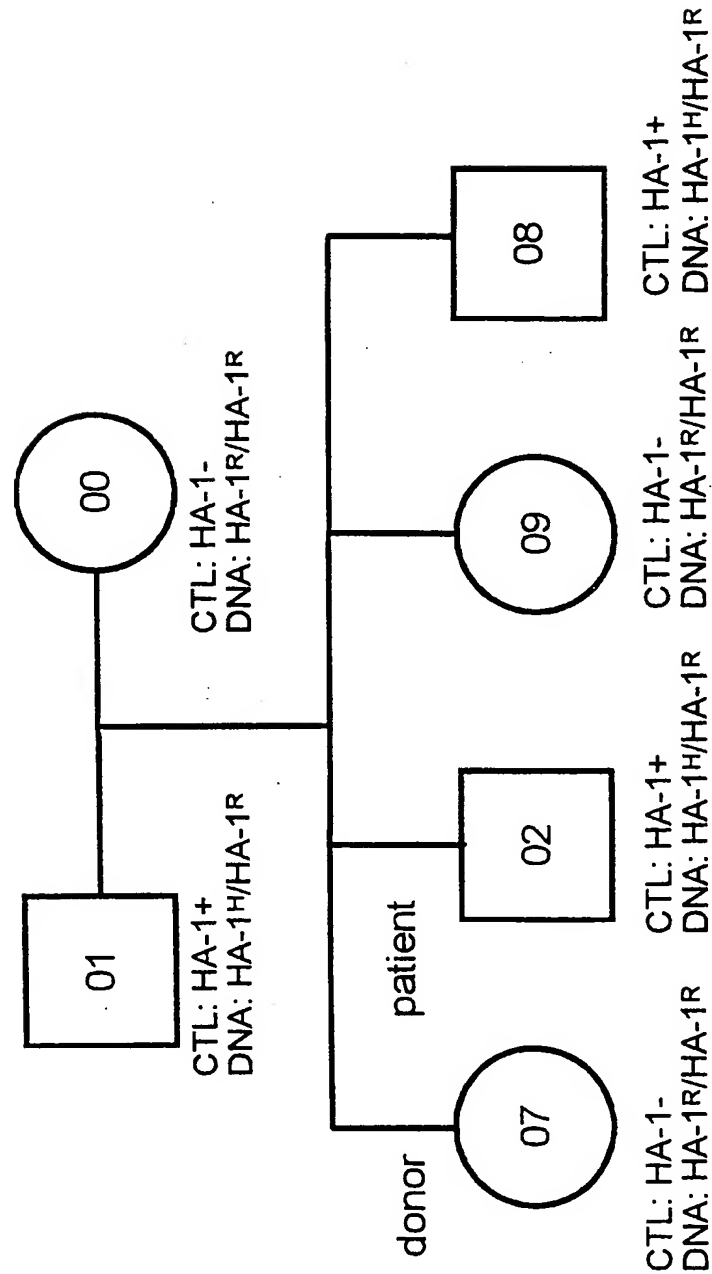 01
CTL: HA-1+
DNA: HA-1ᴴ/HA-1ᴿ
00
CTL: HA-1-
DNA: HA-1ᴿ/HA-1ᴿ
donor
07
CTL: HA-1-
DNA: HA-1ᴿ/HA-1ᴿ
patient
02
CTL: HA-1+
DNA: HA-1ᴴ/HA-1ᴿ
09
CTL: HA-1-
DNA: HA-1ᴿ/HA-1ᴿ
08
CTL: HA-1+
DNA: HA-1ᴴ/HA-1ᴿ